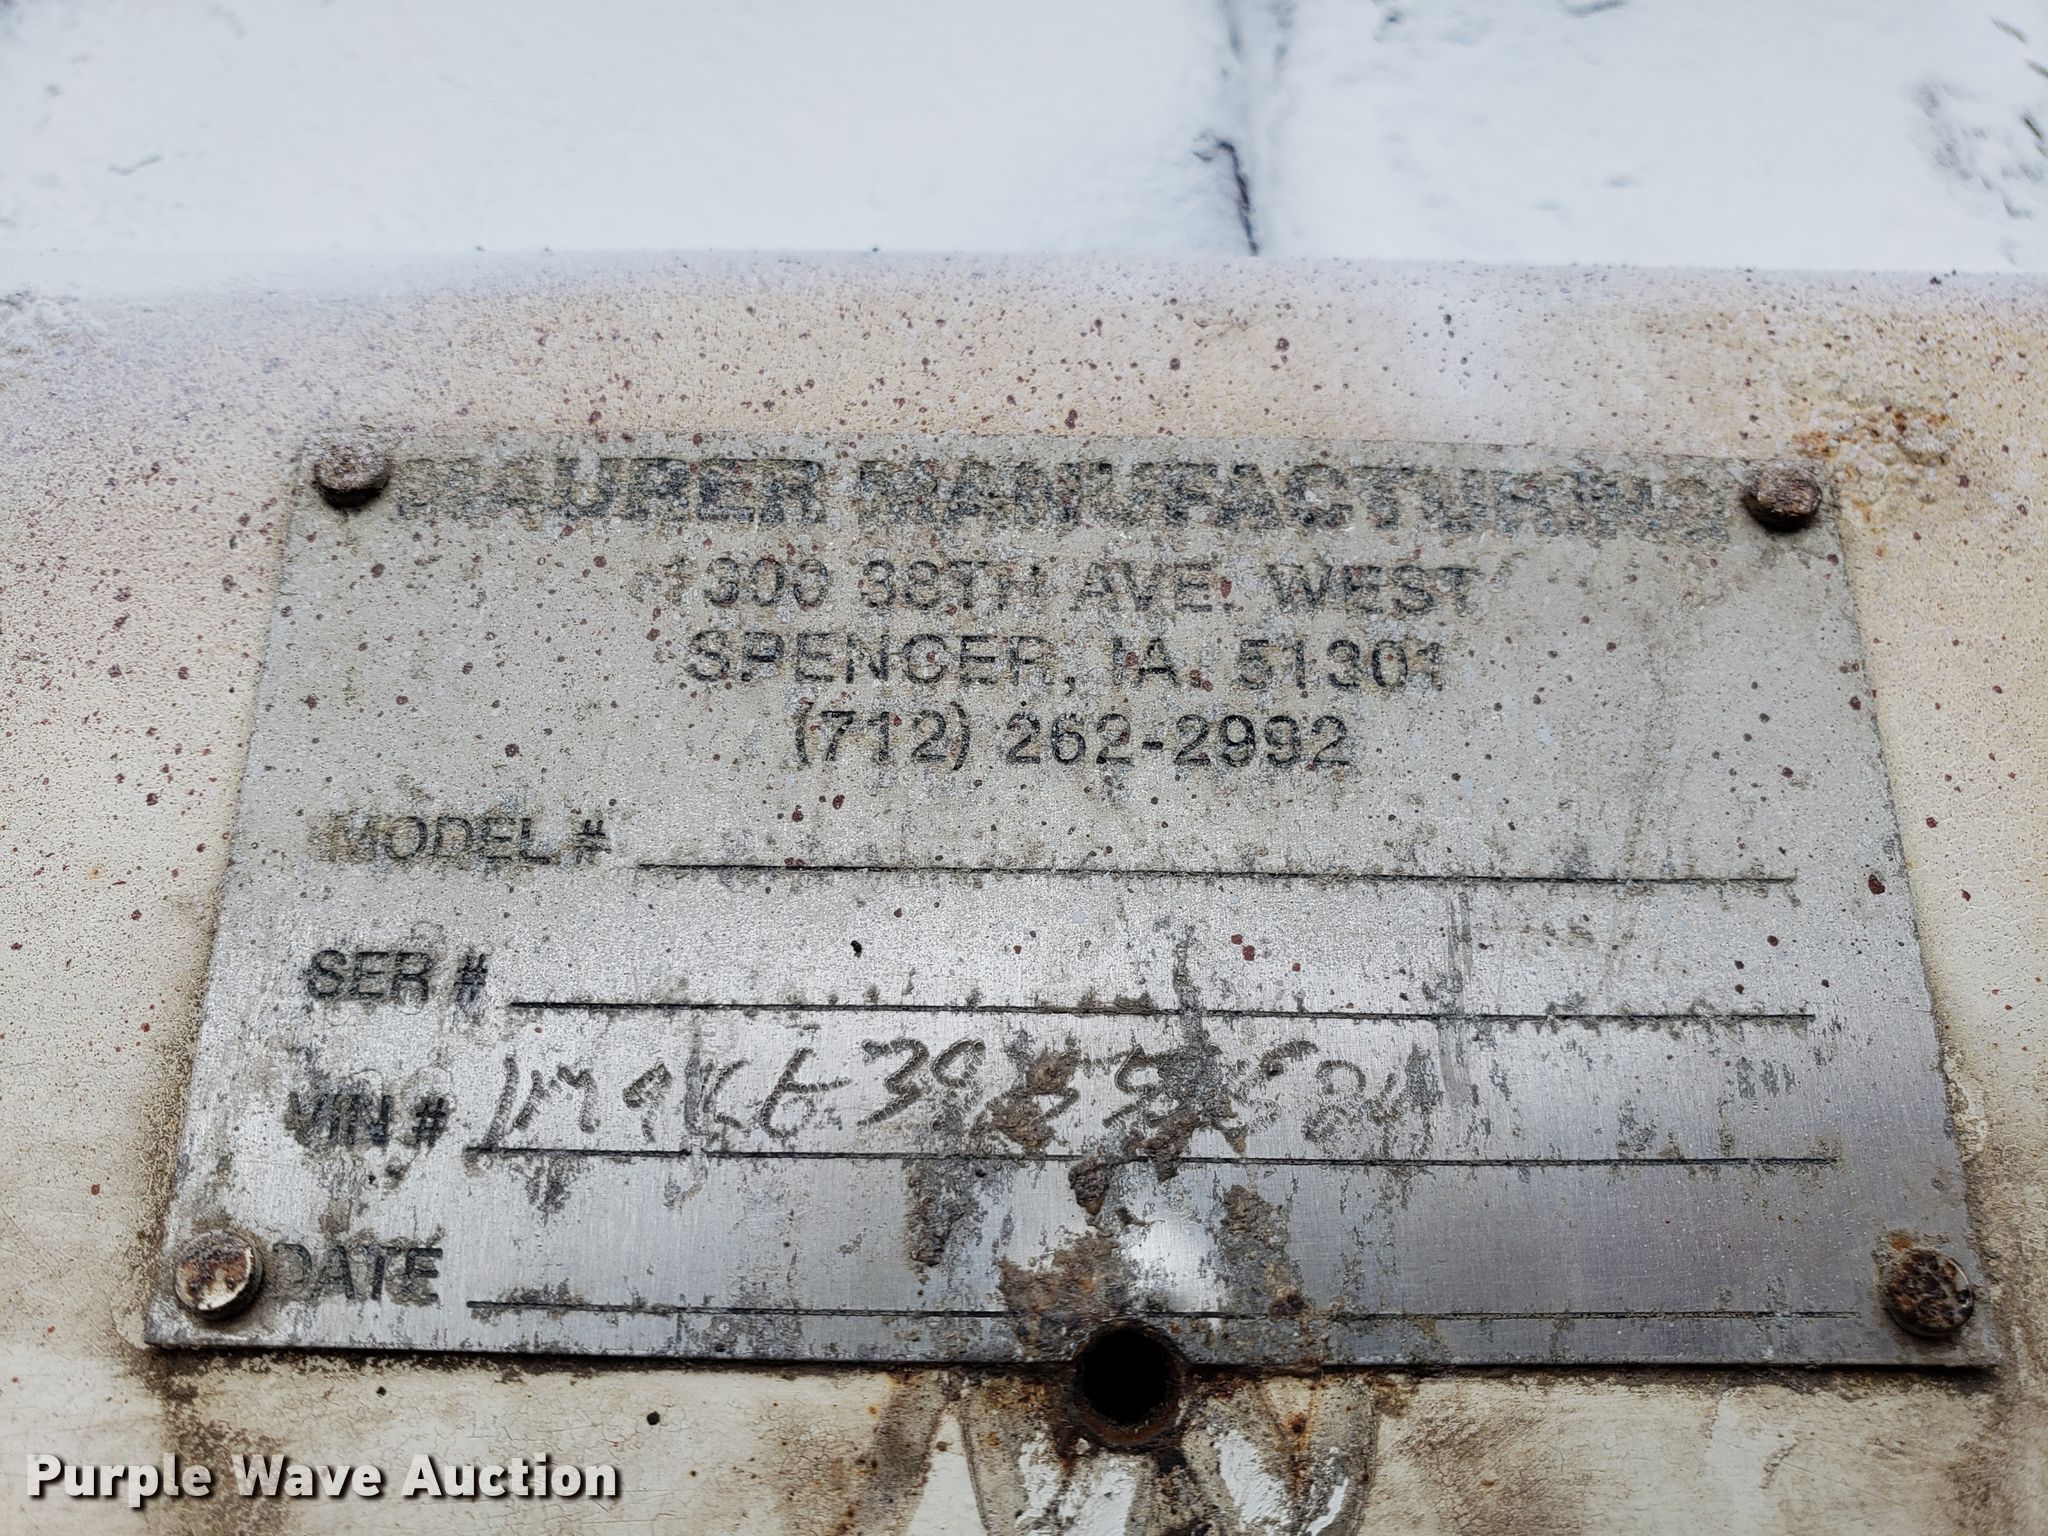 MAURER MANUFACTURING
1300 38TH AVE. WEST
SPENCER, IA. 51301
(712) 262-2992
MODEL #
SER #
VIN #
DATE
Purple Wave Auction